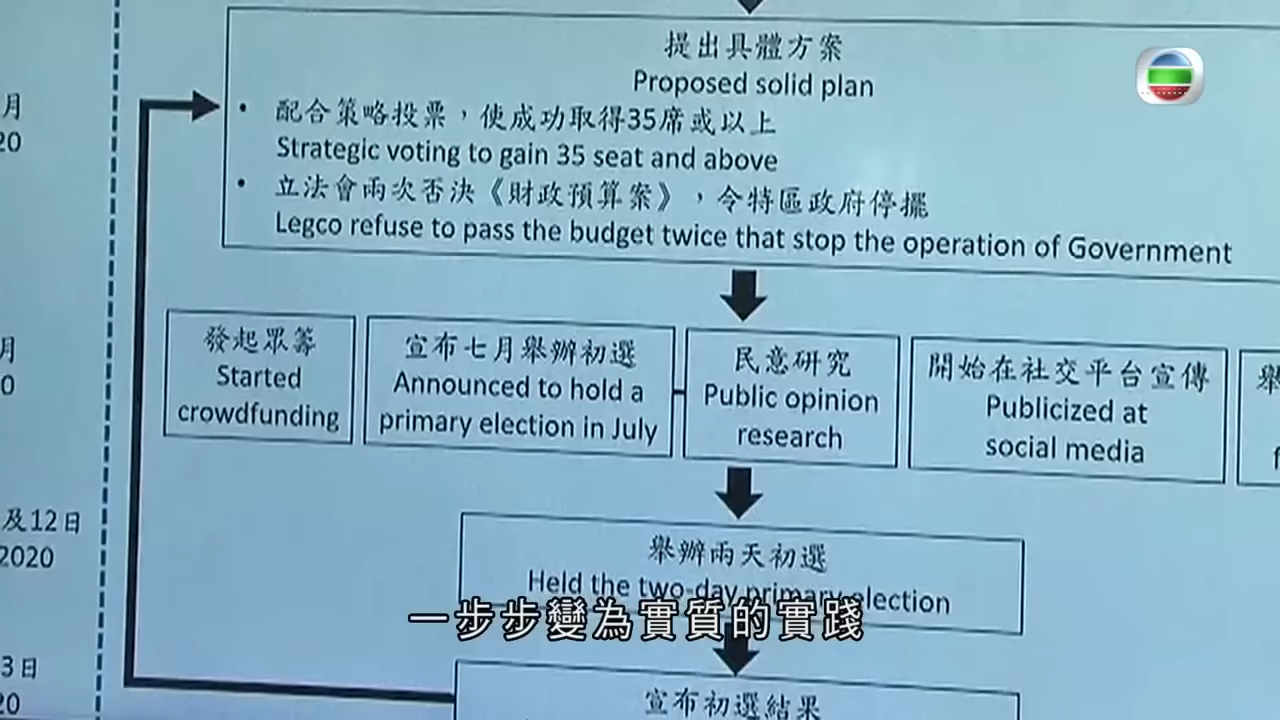 提出具體方案
Proposed solid plan
• 配合策略投票，使成功取得35席或以上
Strategic voting to gain 35 seat and above
• 立法會兩次否決《財政預算案》，令特區政府停擺
Legco refuse to pass the budget twice that stop the operation of Government
月
20
發起眾籌
Started
crowdfunding
宣布七月舉辦初選
Announced to hold a
primary election in July
民意研究
Public opinion
research
開始在社交平台宣傳
Publicized at
social media
舉
f
月
0
及12日
2020
舉辦兩天初選
Held the two-day primary election
一步步變為實質的實踐
3日
20
宣布初選結果